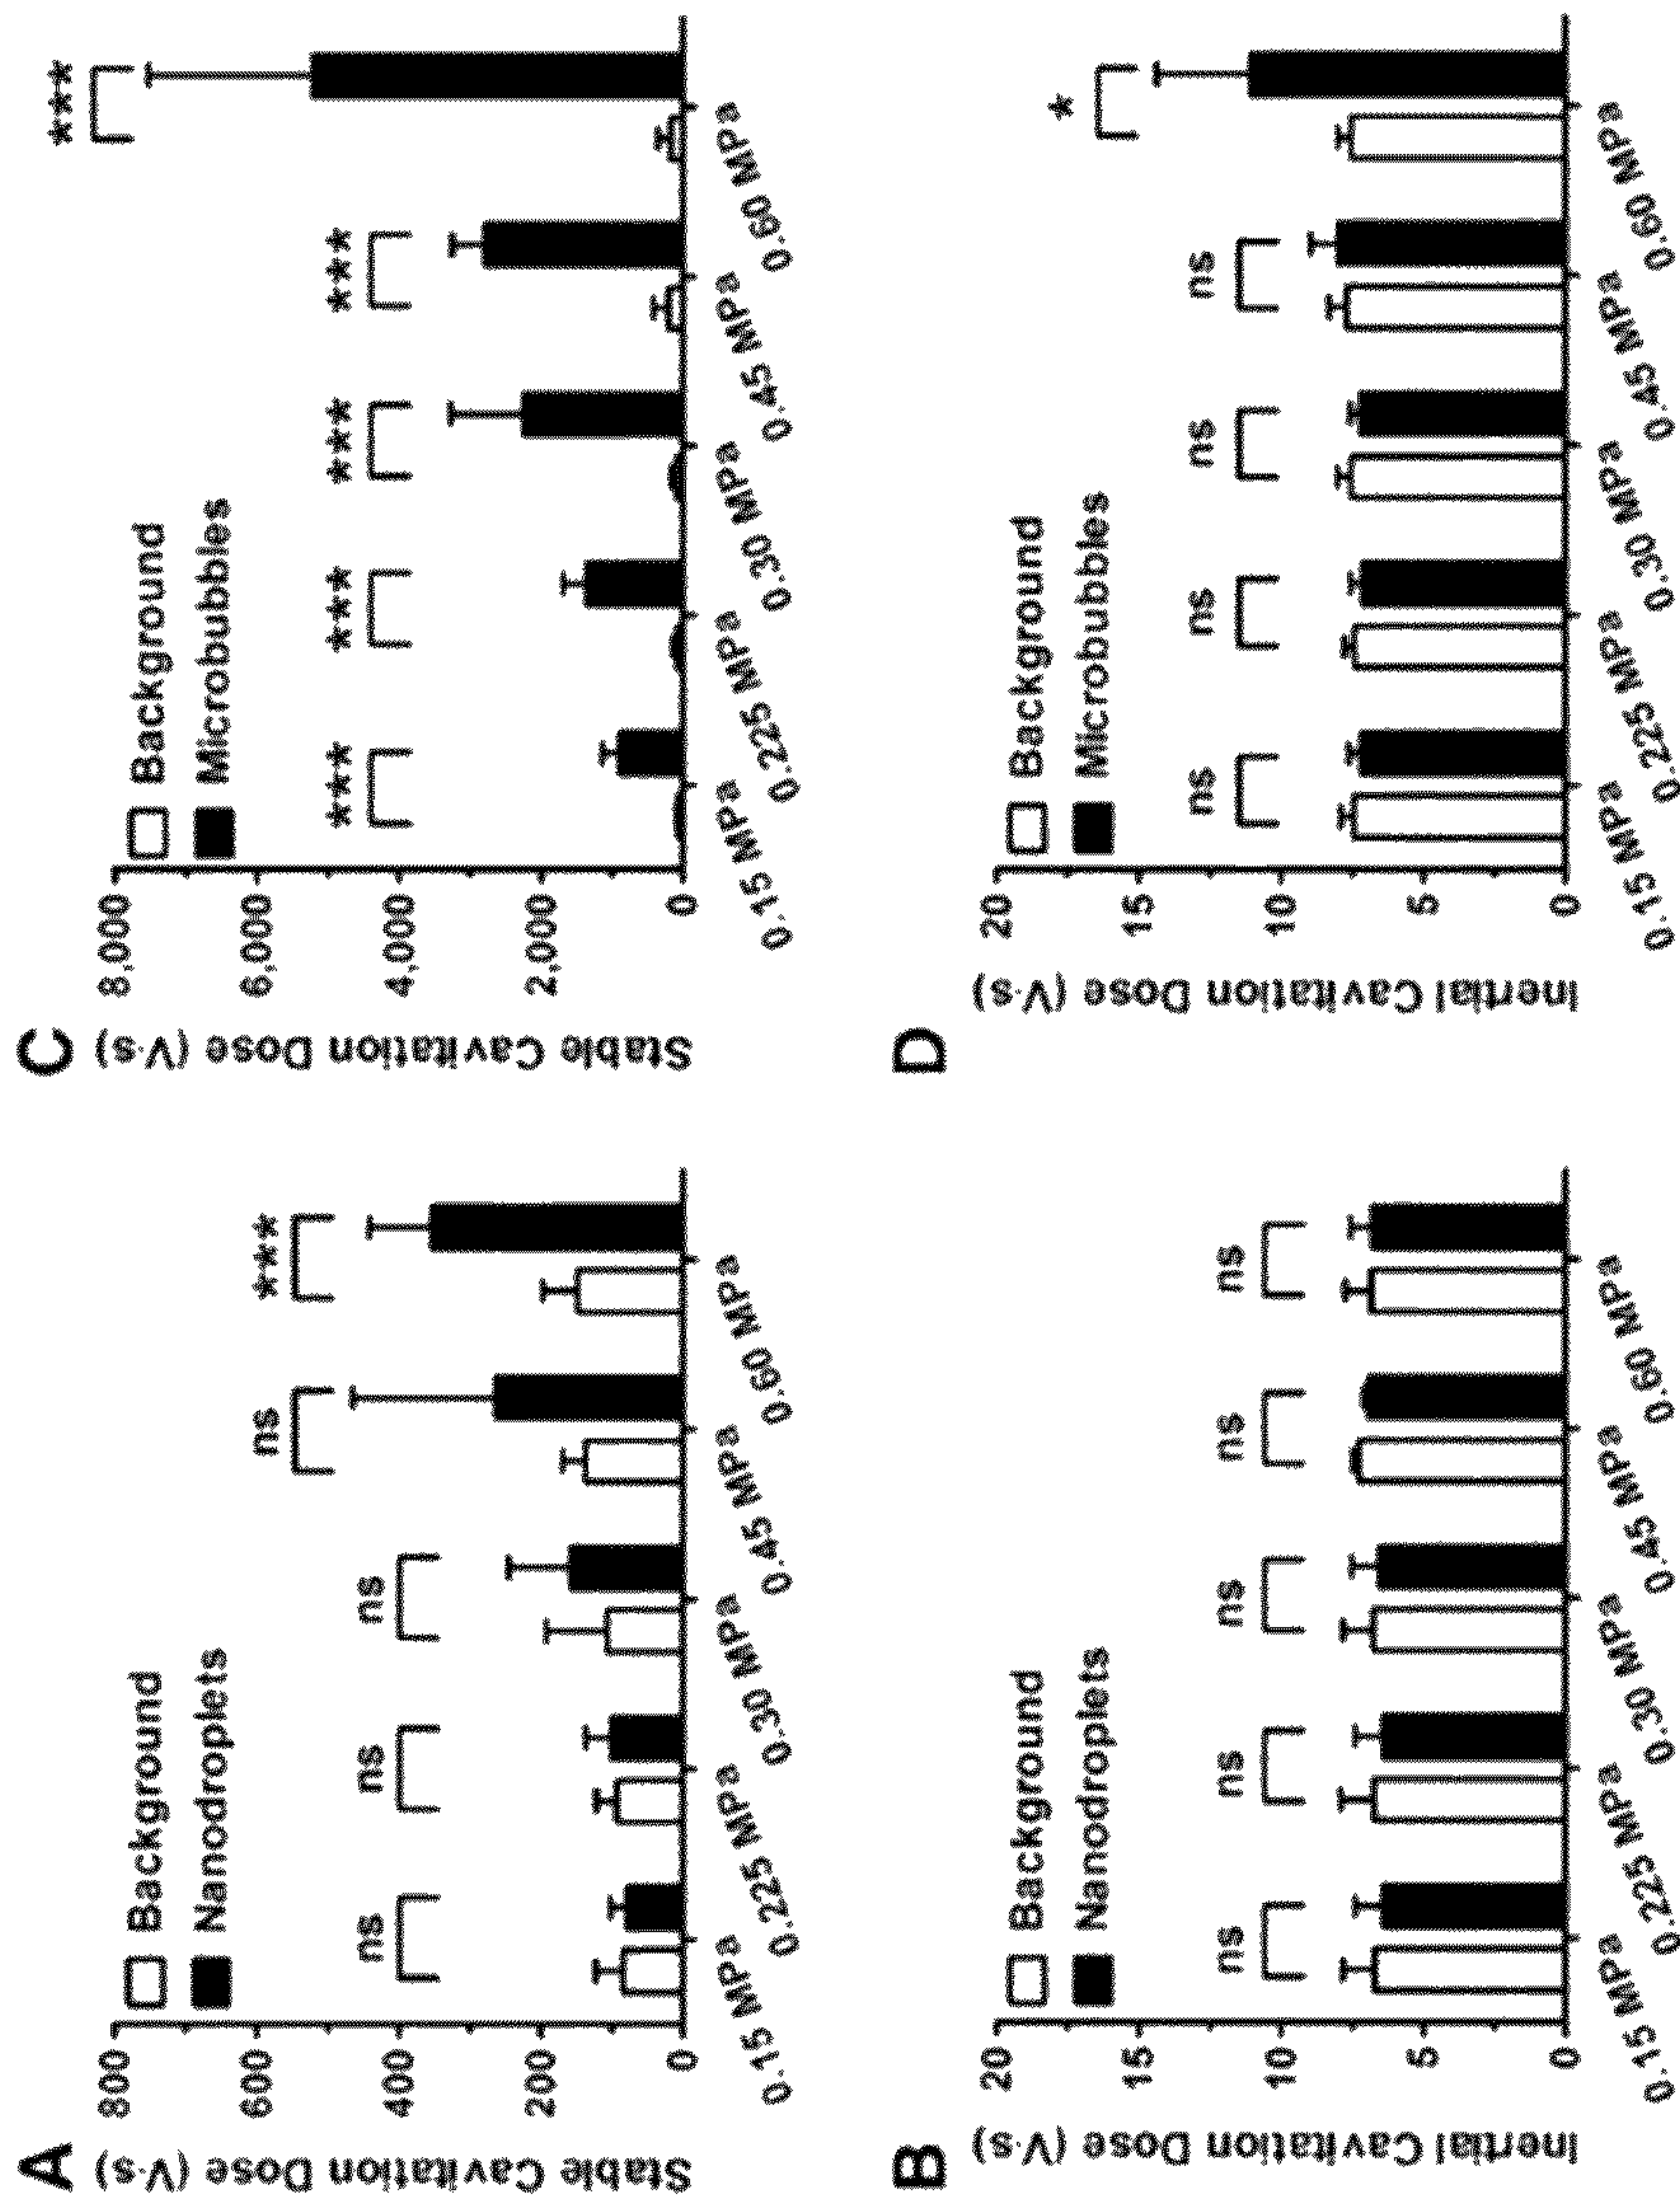 A
Stable Cavitation Dose (V·s)
800
600
400
200
0
Background
Nanodroplets
ns
ns
ns
ns
***
0.15 MPa
0.225 MPa
0.30 MPa
0.45 MPa
0.60 MPa
B
Inertial Cavitation Dose (V·s)
20
15
10
5
0
Background
Nanodroplets
ns
ns
ns
ns
ns
0.15 MPa
0.225 MPa
0.30 MPa
0.45 MPa
0.60 MPa
C
Stable Cavitation Dose (V·s)
8,000
6,000
4,000
2,000
0
Background
Microbubbles
***
***
***
***
***
0.15 MPa
0.225 MPa
0.30 MPa
0.45 MPa
0.60 MPa
D
Inertial Cavitation Dose (V·s)
20
15
10
5
0
Background
Microbubbles
ns
ns
ns
ns
*
0.15 MPa
0.225 MPa
0.30 MPa
0.45 MPa
0.60 MPa